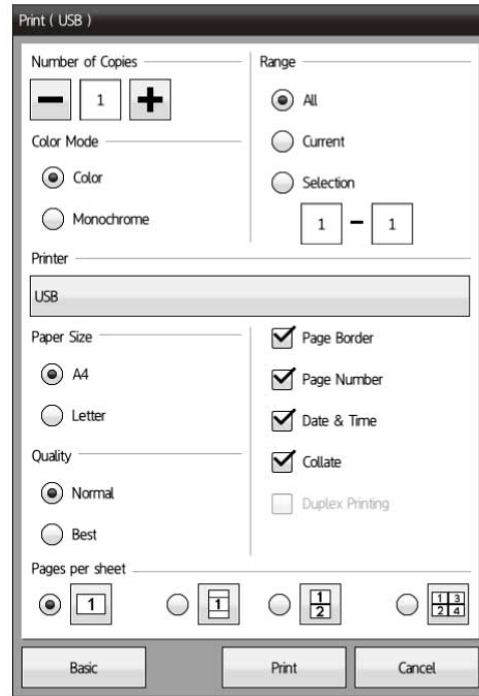 Print ( USB )
Number of Copies
1
Color Mode
Color
Monochrome
Range
All
Current
Selection
1 - 1
Printer
USB
Paper Size
A4
Letter
Quality
Normal
Best
Page Border
Page Number
Date & Time
Collate
Duplex Printing
Pages per sheet
1
1
1
2
1 3
2 4
Basic
Print
Cancel